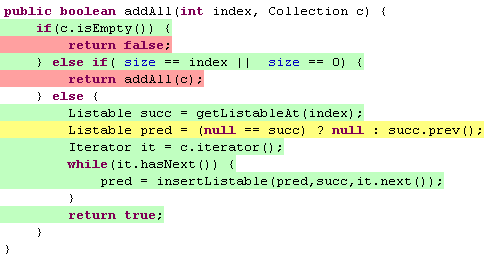 public boolean addAll(int index, Collection c) {
    if(c.isEmpty()) {
        return false;
    } else if( size == index ||  size == 0) {
        return addAll(c);
    } else {
        Listable succ = getListableAt(index);
        Listable pred = (null == succ) ? null : succ.prev();
        Iterator it = c.iterator();
        while(it.hasNext()) {
            pred = insertListable(pred,succ,it.next());
        }
        return true;
    }
}